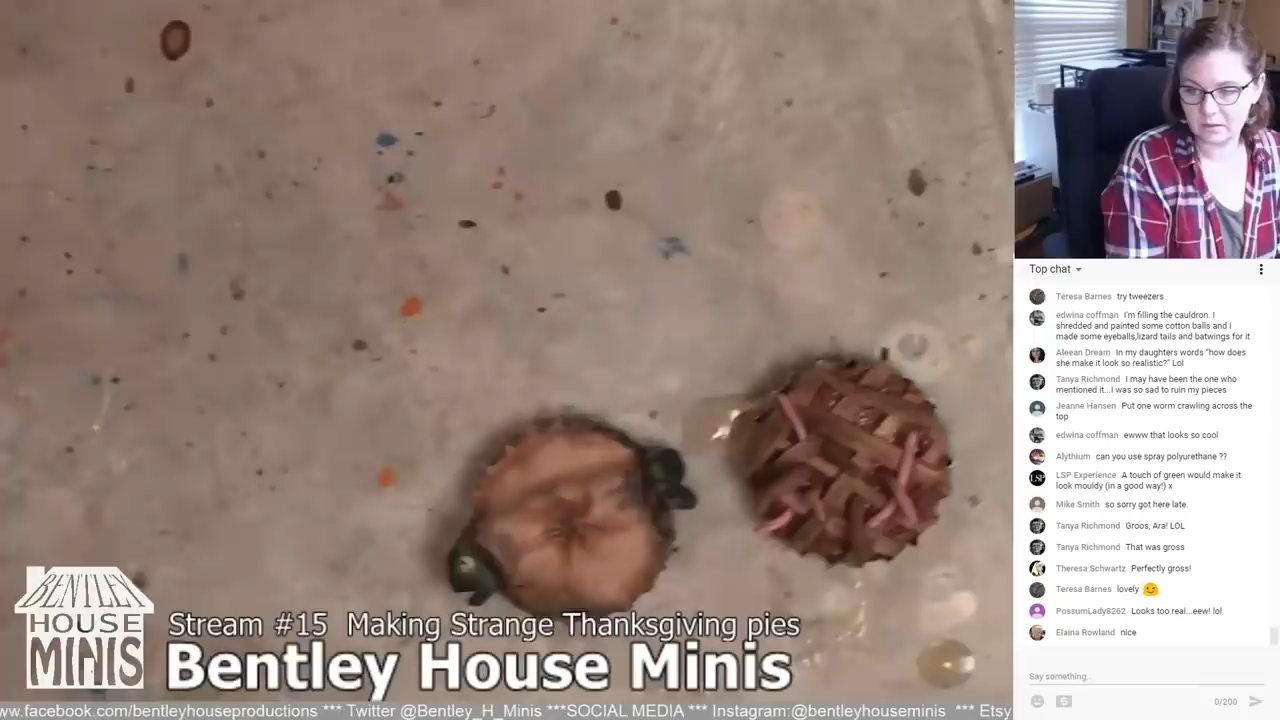 BENTLEY
HOUSE
MINIS
Stream #15  Making Strange Thanksgiving pies
Bentley House Minis
ww.facebook.com/bentleyhouseproductions *** Twitter @Bentley_H_Minis ***SOCIAL MEDIA *** Instagram:@bentleyhouseminis  *** Etsy
Top chat
Teresa Barnes try tweezers
edwina coffman I'm filling the cauldron. I
shredded and painted some cotton balls and I
made some eyeballs,lizard tails and batwings for it
Aleean Dream In my daughters words "how does
she make it look so realistic?" Lol
Tanya Richmond I may have been the one who
mentioned it...I was so sad to ruin my pieces
Jeanne Hansen Put one worm crawling across the
top
edwina coffman ewww that looks so cool
Alythium can you use spray polyurethane ??
LSP
LSP Experience A touch of green would make it
look mouldy (in a good way!) x
Mike Smith so sorry got here late.
Tanya Richmond Groos, Ara! LOL
Tanya Richmond That was gross
Theresa Schwartz Perfectly gross!
Teresa Barnes lovely
PossumLady8262 Looks too real...eew! lol
Elaina Rowland nice
Say something...
0/200